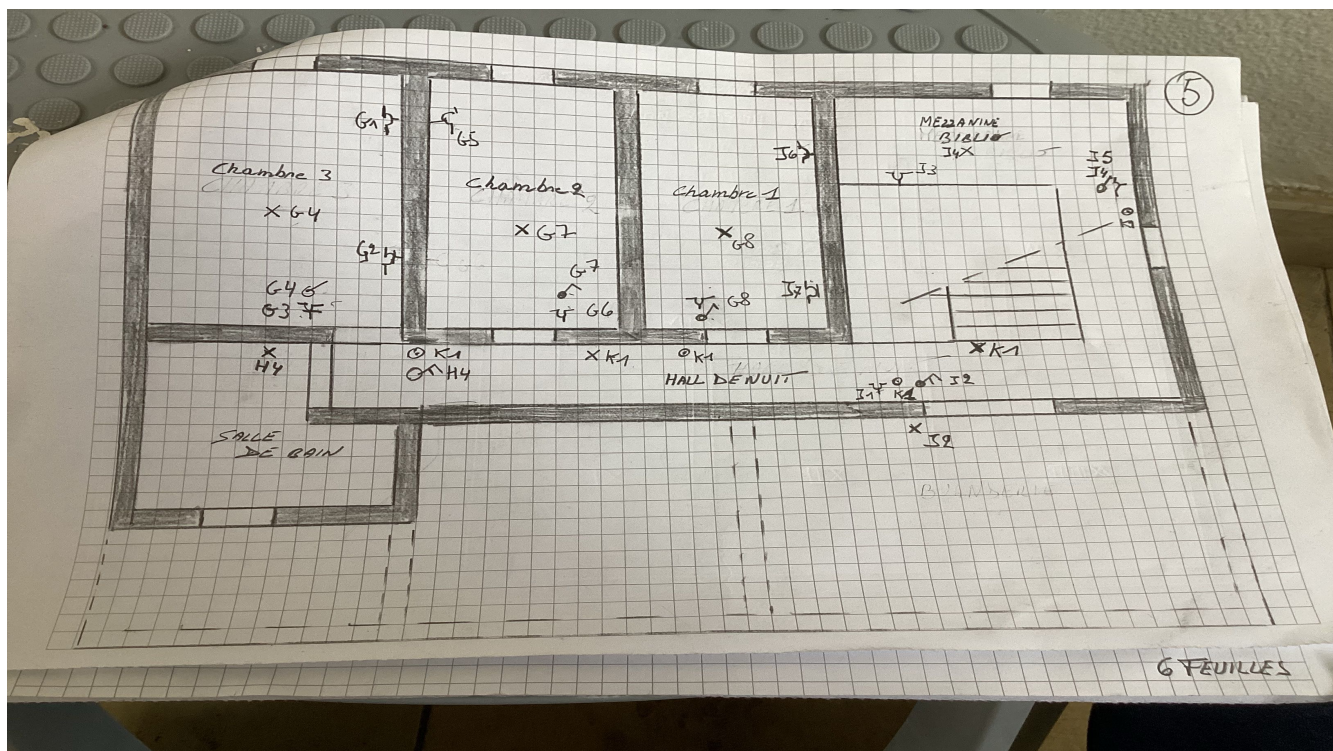 5
G1
G5
Chambre 3
G4
G2
G4
G3
Chambre 2
G7
G7
G6
Chambre 1
G8
G8
J6
J7
MEZZANINE
BIBLIO
J4
J3
J5
J4
H4
K1
H4
K1
K1
HALL DE NUIT
K1
J1
J2
J2
SALLE
DE BAIN
BUANDERIE
6 FEUILLES